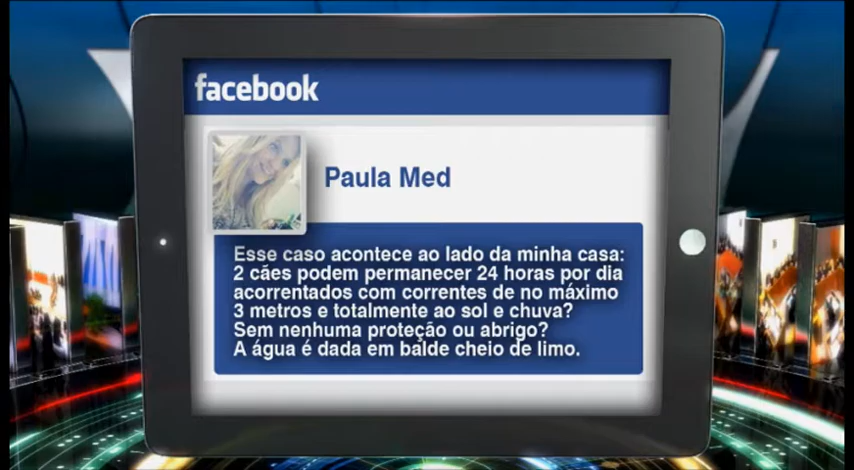 facebook
Paula Med
Esse caso acontece ao lado da minha casa:
2 cães podem permanecer 24 horas por dia
acorrentados com correntes de no máximo
3 metros e totalmente ao sol e chuva?
Sem nenhuma proteção ou abrigo?
A água é dada em balde cheio de limo.